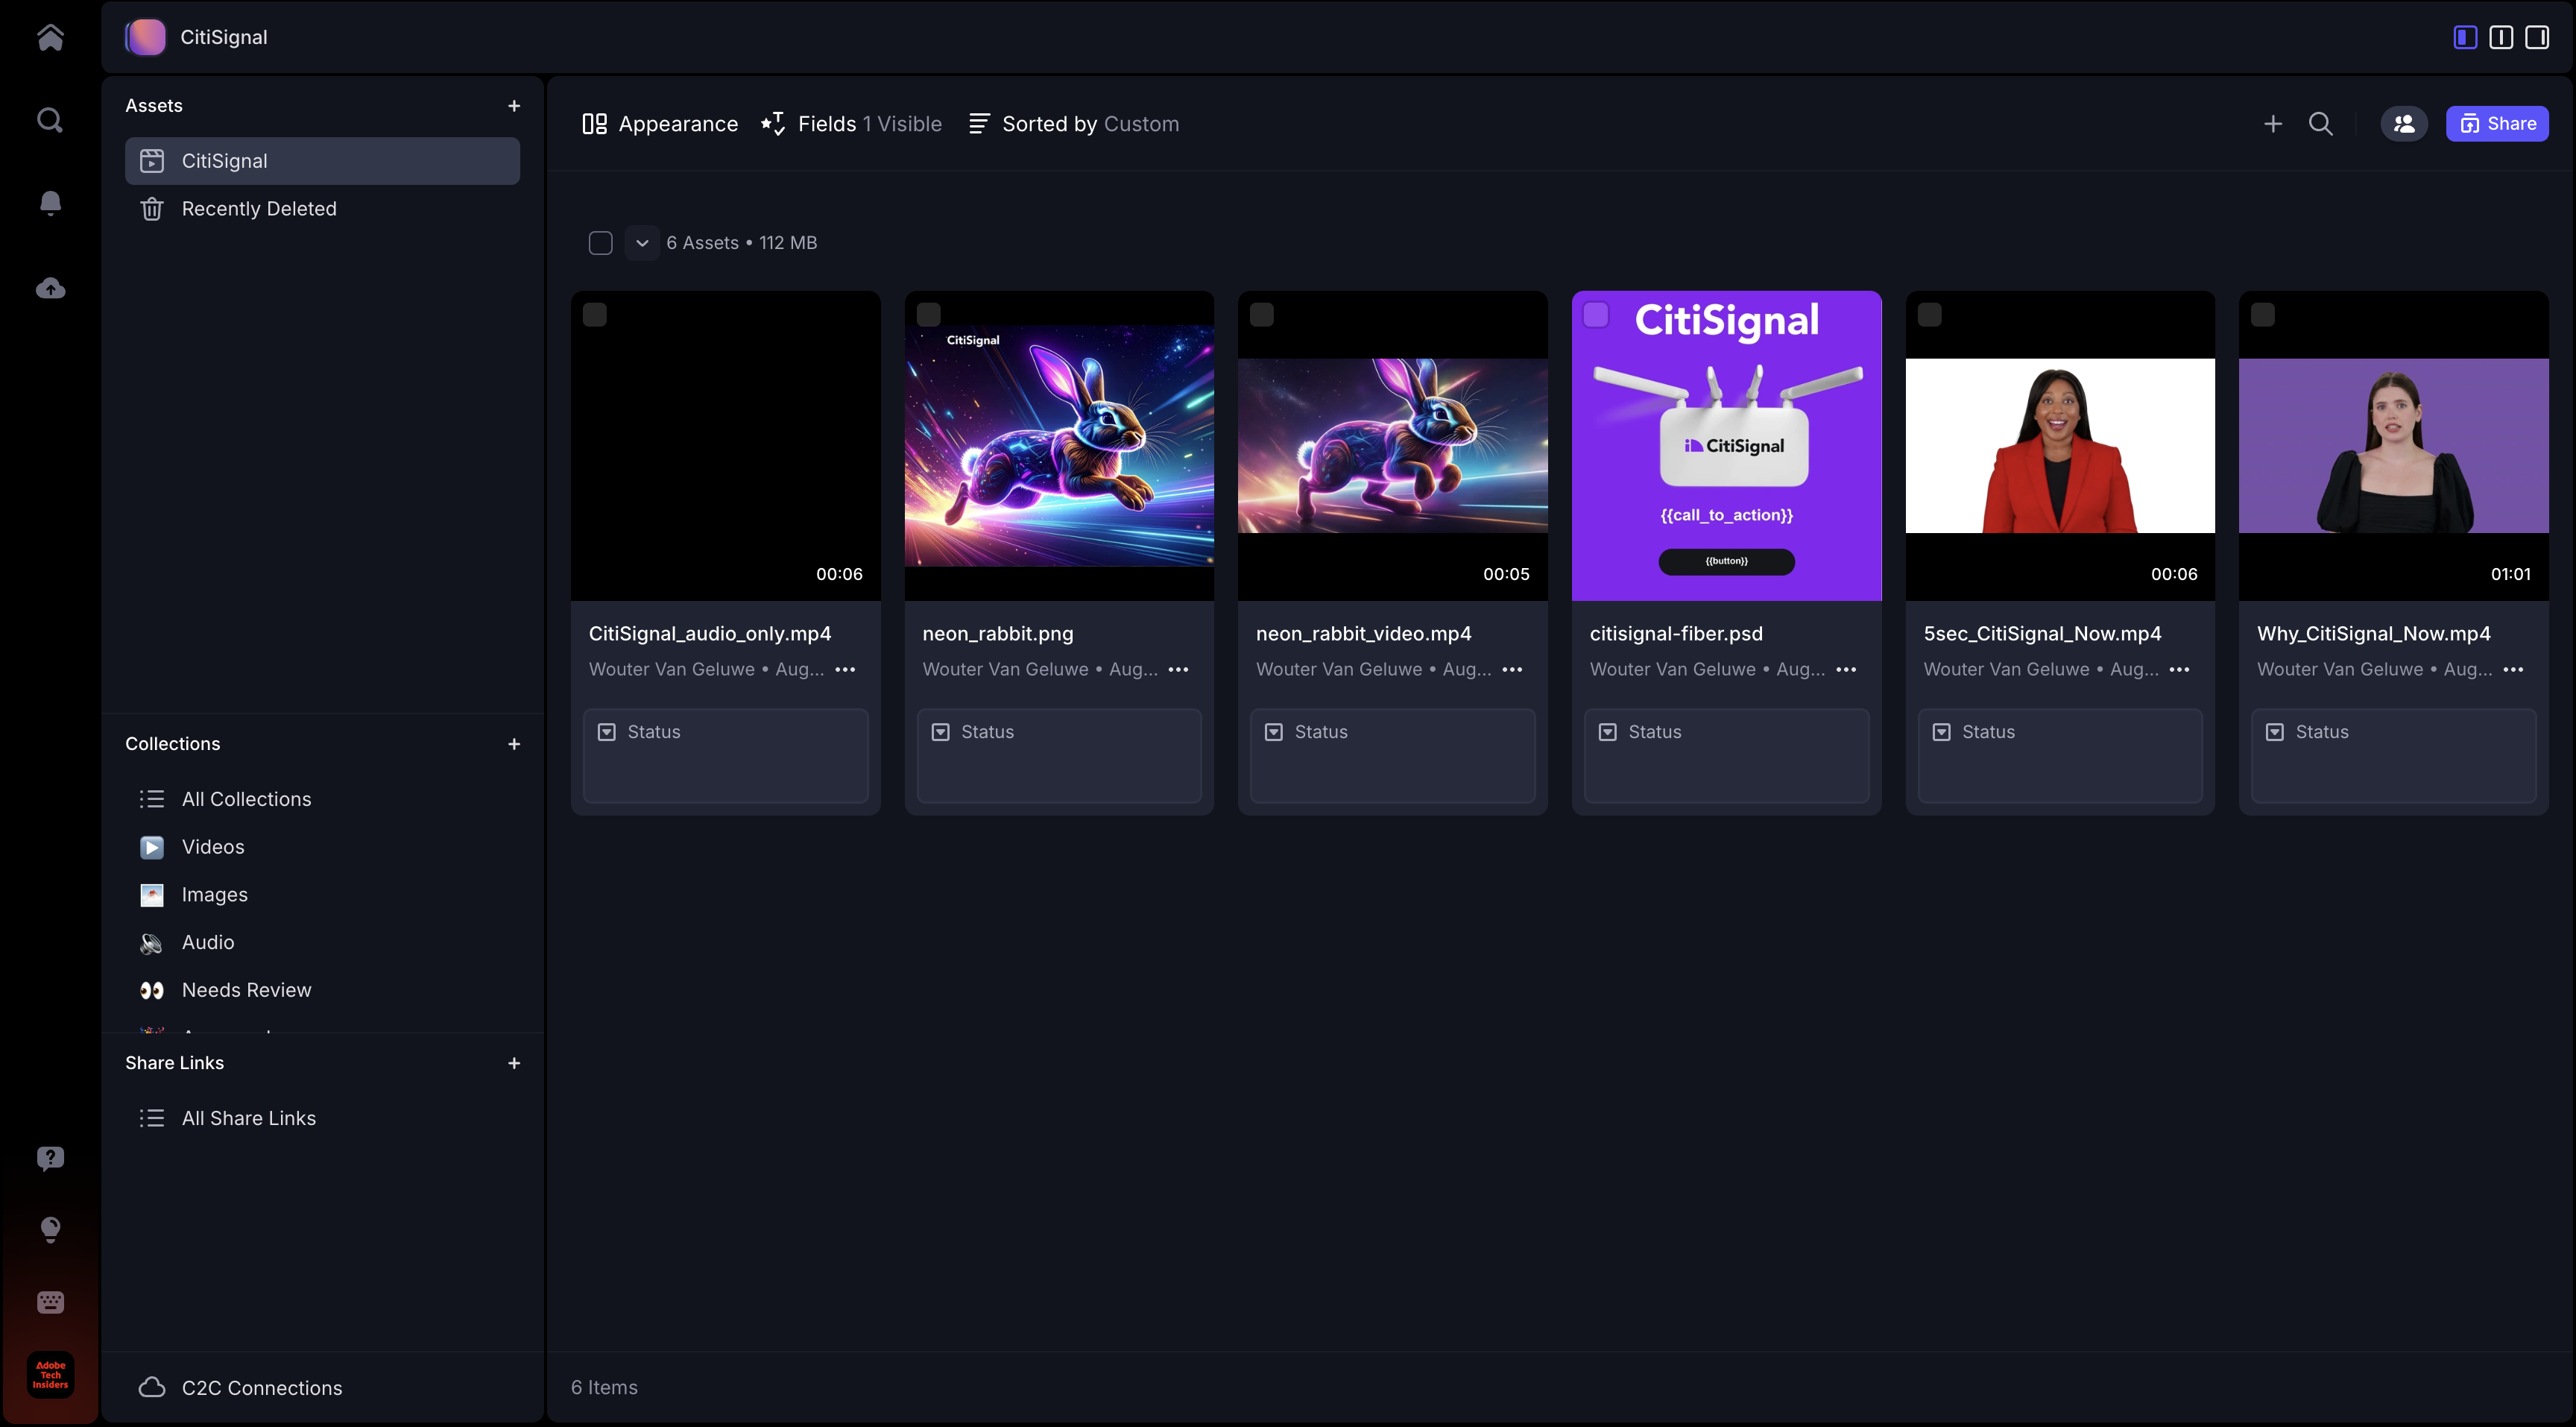 CitiSignal
Assets
CitiSignal
Recently Deleted
Collections
All Collections
Videos
Images
Audio
Needs Review
Share Links
All Share Links
C2C Connections
Adobe
Tech
Insiders
Appearance
Fields 1 Visible
Sorted by Custom
Share
6 Assets • 112 MB
00:06
CitiSignal_audio_only.mp4
Wouter Van Geluwe • Aug...
Status
CitiSignal
neon_rabbit.png
Wouter Van Geluwe • Aug...
Status
00:05
neon_rabbit_video.mp4
Wouter Van Geluwe • Aug...
Status
CitiSignal
CitiSignal
{{call_to_action}}
{{button}}
citisignal-fiber.psd
Wouter Van Geluwe • Aug...
Status
00:06
5sec_CitiSignal_Now.mp4
Wouter Van Geluwe • Aug...
Status
01:01
Why_CitiSignal_Now.mp4
Wouter Van Geluwe • Aug...
Status
6 Items